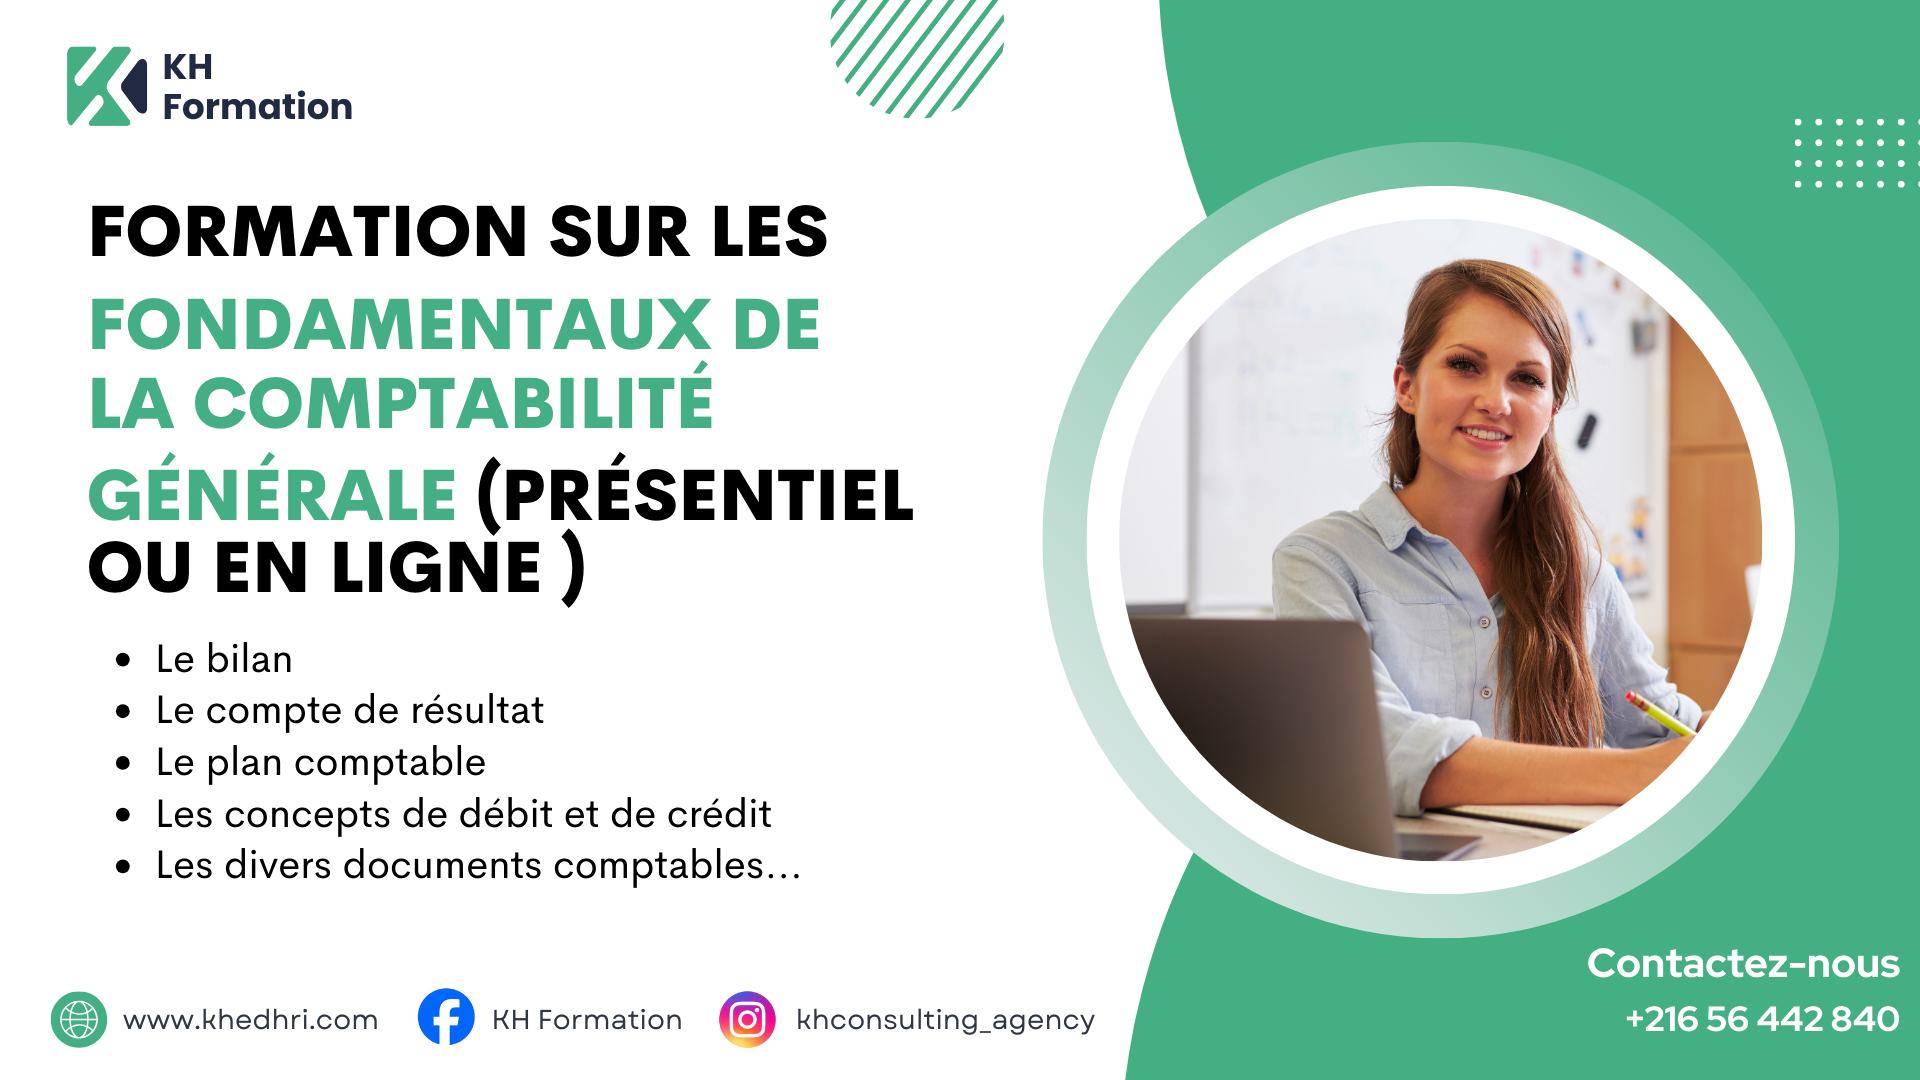 KH
Formation
FORMATION SUR LES
FONDAMENTAUX DE
LA COMPTABILITÉ
GÉNÉRALE (PRÉSENTIEL
OU EN LIGNE )
• Le bilan
• Le compte de résultat
• Le plan comptable
• Les concepts de débit et de crédit
• Les divers documents comptables...
www.khedhri.com
KH Formation
khconsulting_agency
Contactez-nous
+216 56 442 840